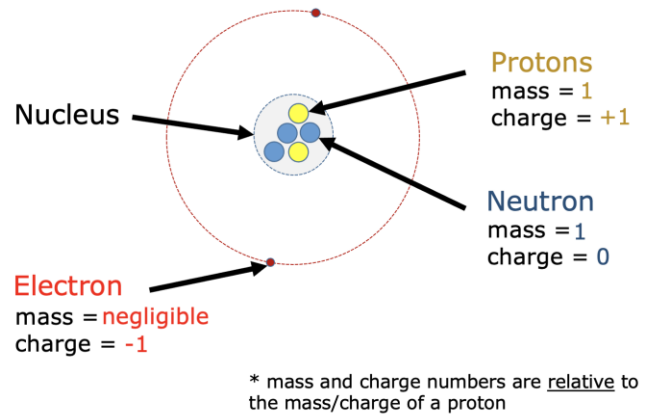 Protons
mass = 1
charge = +1
Nucleus
Neutron
mass = 1
charge = 0
Electron
mass = negligible
charge = -1
* mass and charge numbers are relative to
the mass/charge of a proton